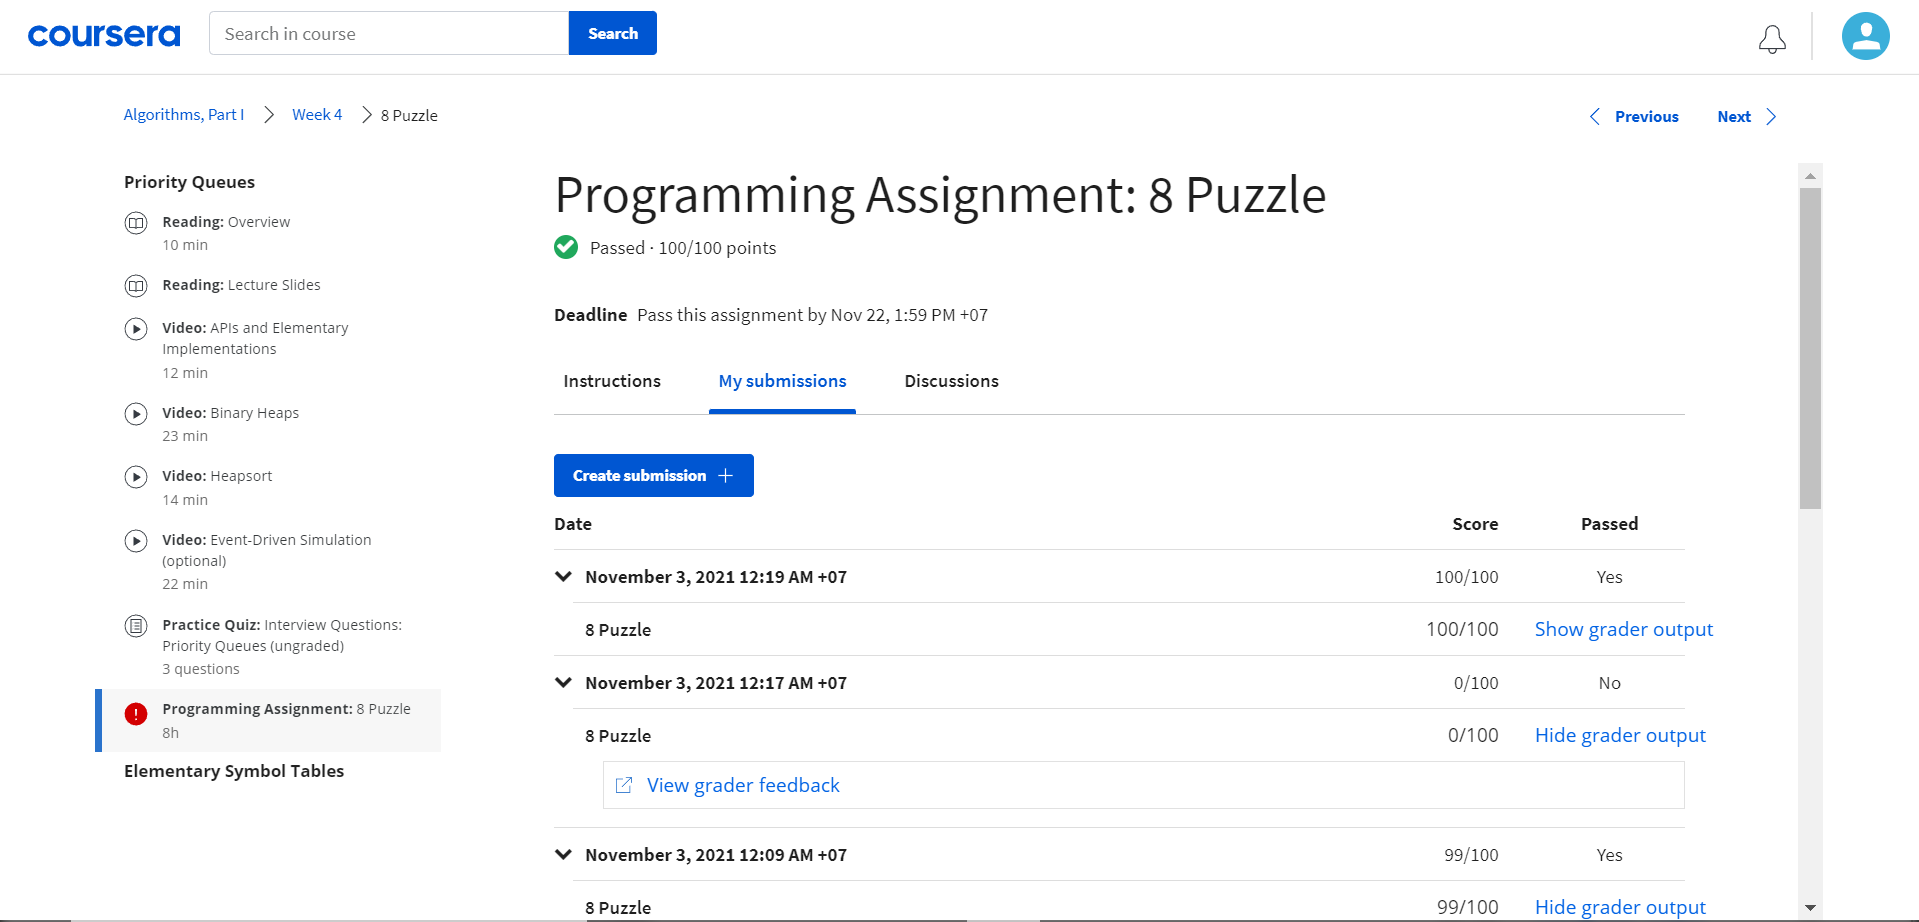 coursera
Search in course
Search
Algorithms, Part I
Week 4
8 Puzzle
Previous
Next
Priority Queues
Reading: Overview
10 min
Reading: Lecture Slides
Video: APIs and Elementary
Implementations
12 min
Video: Binary Heaps
23 min
Video: Heapsort
14 min
Video: Event-Driven Simulation
(optional)
22 min
Practice Quiz: Interview Questions:
Priority Queues (ungraded)
3 questions
Programming Assignment: 8 Puzzle
8h
Elementary Symbol Tables
Programming Assignment: 8 Puzzle
Passed · 100/100 points
Deadline Pass this assignment by Nov 22, 1:59 PM +07
Instructions
My submissions
Discussions
Create submission
Date Score Passed
November 3, 2021 12:19 AM +07 100/100 Yes
8 Puzzle 100/100 Show grader output
November 3, 2021 12:17 AM +07 0/100 No
8 Puzzle 0/100 Hide grader output
View grader feedback
November 3, 2021 12:09 AM +07 99/100 Yes
8 Puzzle 99/100 Hide grader output